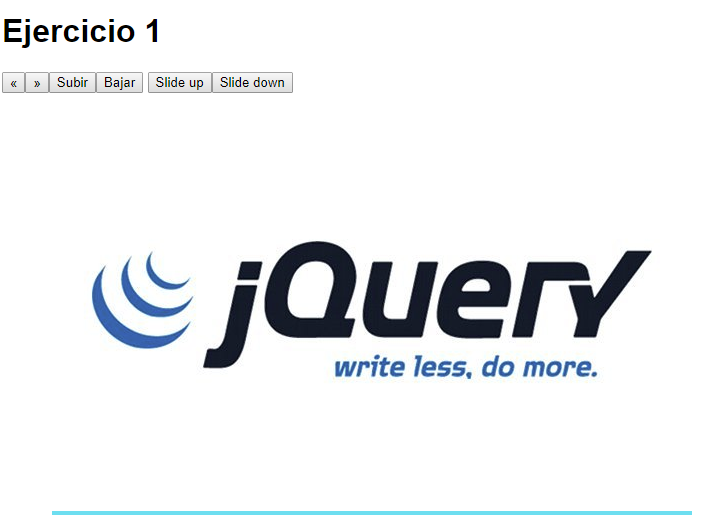 Ejercicio 1
« » Subir Bajar Slide up Slide down
jQuery
write less, do more.